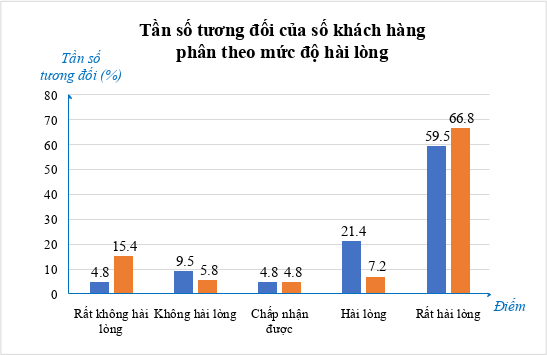 Tần số tương đối của số khách hàng
phân theo mức độ hài lòng
Tần số
tương đối (%)
80
70
60
50
40
30
20
10
0
4.8
15.4
9.5
5.8
4.8
4.8
21.4
7.2
59.5
66.8
Rất không hài
lòng
Không hài lòng
Chấp nhận
được
Hài lòng
Rất hài lòng
Điểm